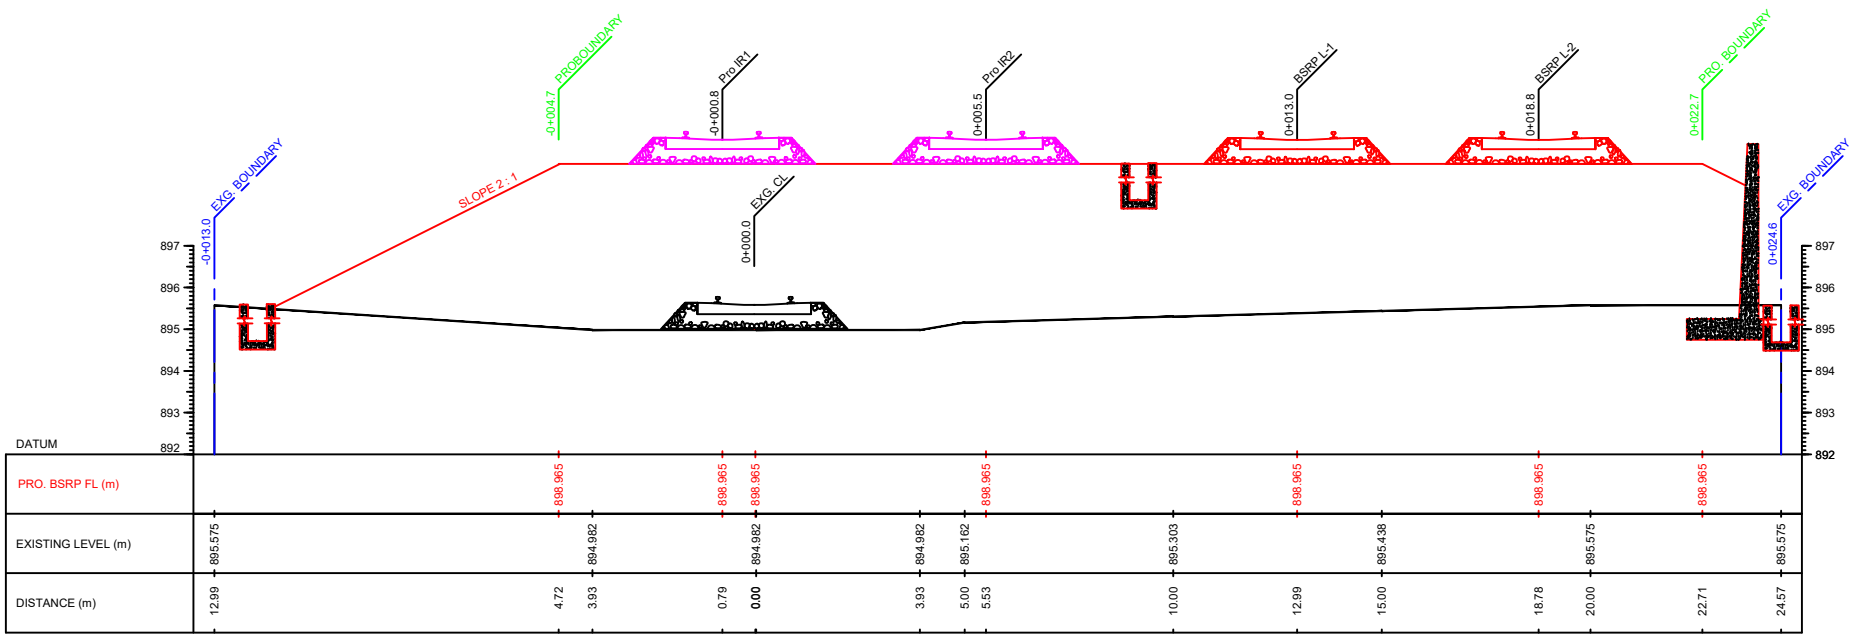 PROBOUNDARY
-0+004.7
Pro IR1
-0+000.8
Pro IR2
0+005.5
BSRP L-1
0+013.0
BSRP L-2
0+018.8
PRO. BOUNDARY
0+022.7
EXG. BOUNDARY
-0+013.0
SLOPE 2 : 1
EXG. CL
0+000.0
EXG. BOUNDARY
0+024.6
897 897
896 896
895 895
894 894
893 893
892 892
DATUM
PRO. BSRP FL (m) 898.965 898.965 898.965 898.965 898.965 898.965 898.965
EXISTING LEVEL (m) 895.575 894.982 894.982 894.982 895.162 895.303 895.438 895.575 895.575
DISTANCE (m) 12.99 4.72 3.93 0.79 0.00 3.93 5.00 5.53 10.00 12.99 15.00 18.78 20.00 22.71 24.57